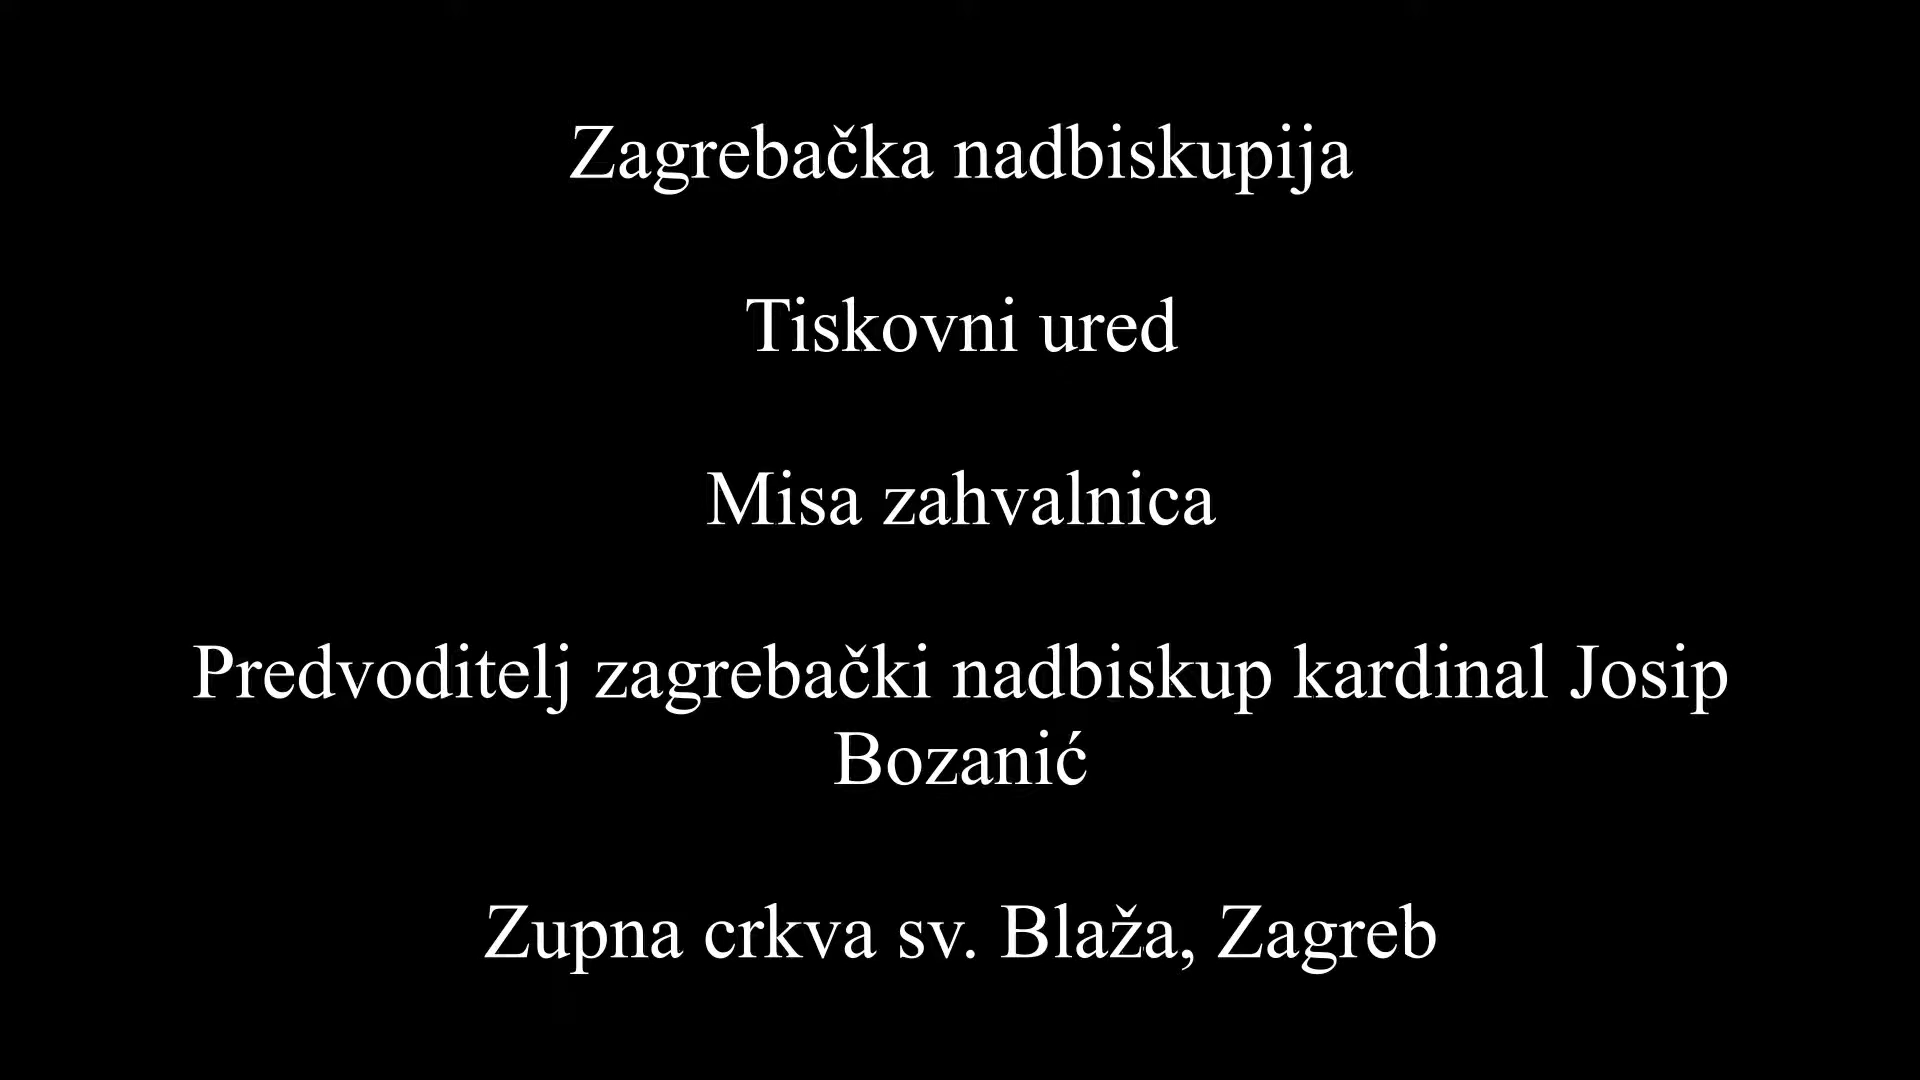 Zagrebačka nadbiskupija
Tiskovni ured
Misa zahvalnica
Predvoditelj zagrebački nadbiskup kardinal Josip
Bozanić
Zupna crkva sv. Blaža, Zagreb